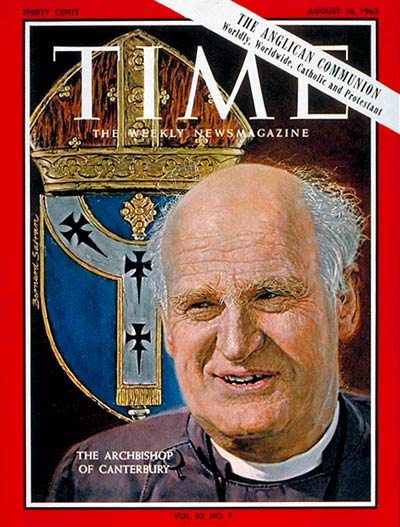 THIRTY CENTS
AUGUST 16, 1963
THE ANGLICAN COMMUNION
Worldly, Worldwide, Catholic and Protestant
TIME
THE WEEKLY NEWSMAGAZINE
Bernard Safran
THE ARCHBISHOP
OF CANTERBURY
VOL. 82 NO. 7